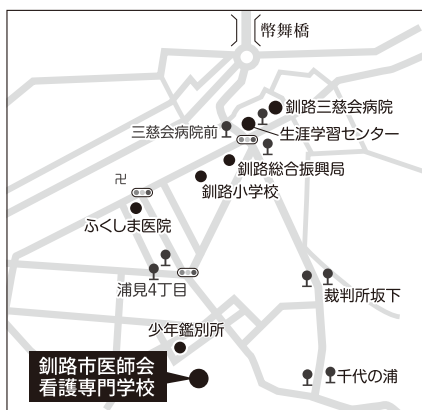 幣舞橋
釧路三慈会病院
三慈会病院前
生涯学習センター
釧路総合振興局
釧路小学校
卍
ふくしま医院
浦見4丁目
裁判所坂下
少年鑑別所
釧路市医師会
看護専門学校
千代の浦